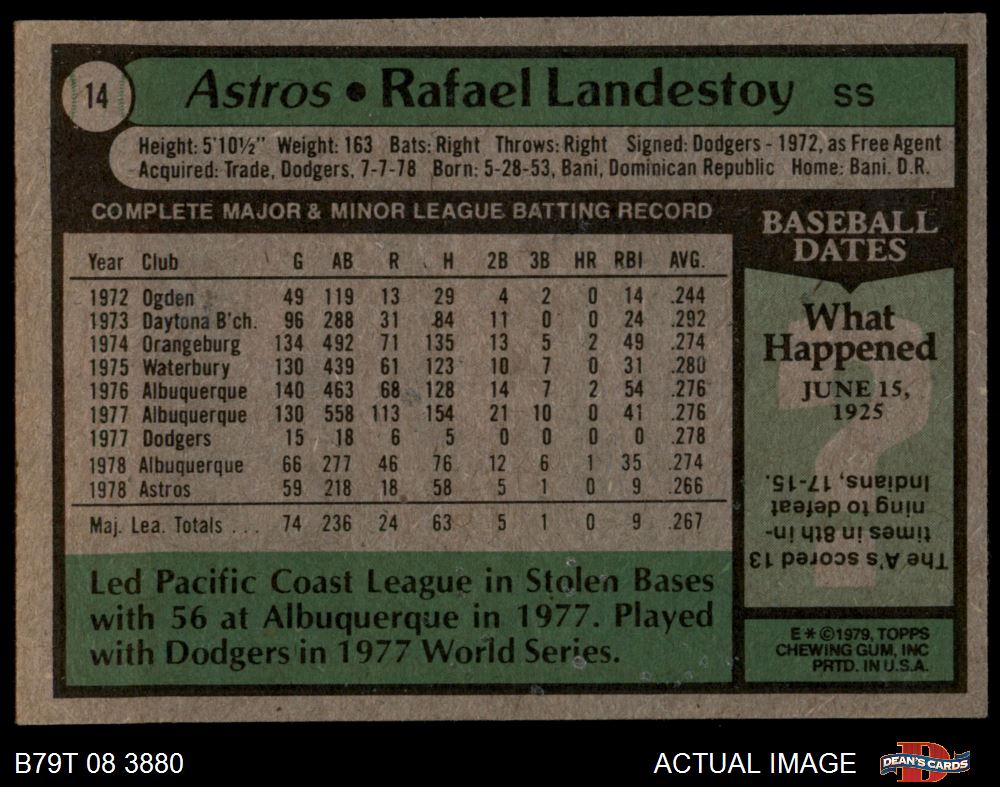 14 Astros • Rafael Landestoy SS
Height: 5'10½" Weight: 163 Bats: Right Throws: Right Signed: Dodgers - 1972, as Free Agent
Acquired: Trade, Dodgers, 7-7-78 Born: 5-28-53, Bani, Dominican Republic Home: Bani. D.R.
COMPLETE MAJOR & MINOR LEAGUE BATTING RECORD
Year Club G AB R H 2B 3B HR RBI AVG.
1972 Ogden 49 119 13 29 4 2 0 14 .244
1973 Daytona B'ch. 96 288 31 84 11 0 0 24 .292
1974 Orangeburg 134 492 71 135 13 5 2 49 .274
1975 Waterbury 130 439 61 123 10 7 0 31 .280
1976 Albuquerque 140 463 68 128 14 7 2 54 .276
1977 Albuquerque 130 558 113 154 21 10 0 41 .276
1977 Dodgers 15 18 6 5 0 0 0 0 .278
1978 Albuquerque 66 277 46 76 12 6 1 35 .274
1978 Astros 59 218 18 58 5 1 0 9 .266
Maj. Lea. Totals ... 74 236 24 63 5 1 0 9 .267
Led Pacific Coast League in Stolen Bases
with 56 at Albuquerque in 1977. Played
with Dodgers in 1977 World Series.
BASEBALL
DATES
What
Happened
JUNE 15,
1925
?
The A's scored 13
times in 8th in-
ning to defeat
Indians, 17-15.
E*©1979, TOPPS
CHEWING GUM, INC
PRTD. IN U.S.A.
B79T 08 3880
ACTUAL IMAGE
D
DEAN'S CARDS